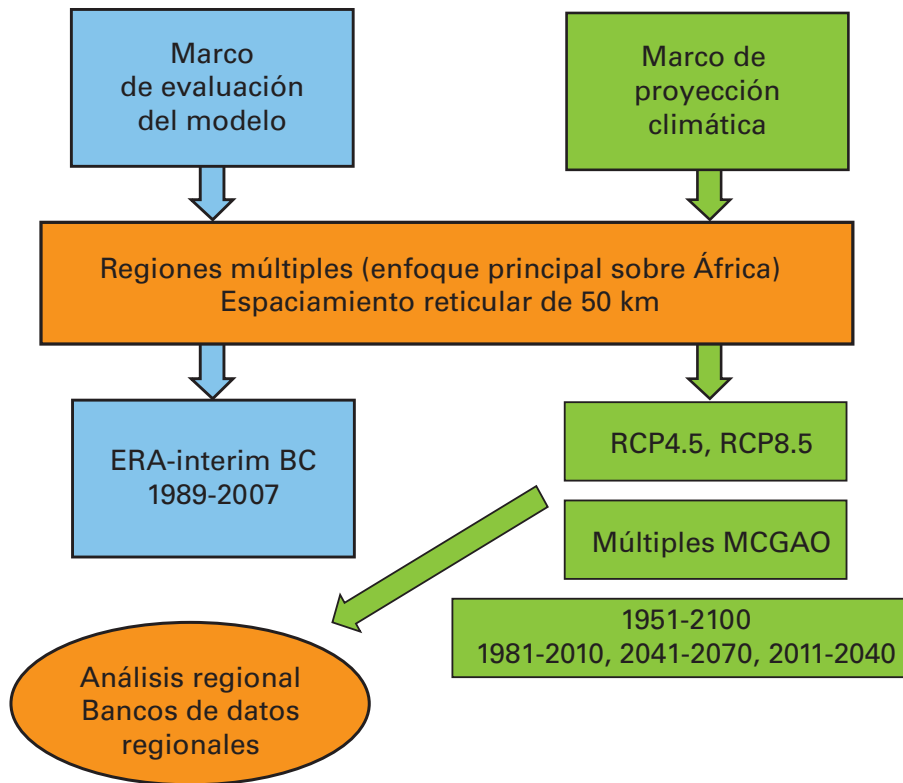 Marco
de evaluación
del modelo
Marco de
proyección
climática
Regiones múltiples (enfoque principal sobre África)
Espaciamiento reticular de 50 km
ERA-interim BC
1989-2007
RCP4.5, RCP8.5
Múltiples MCGAO
1951-2100
1981-2010, 2041-2070, 2011-2040
Análisis regional
Bancos de datos
regionales